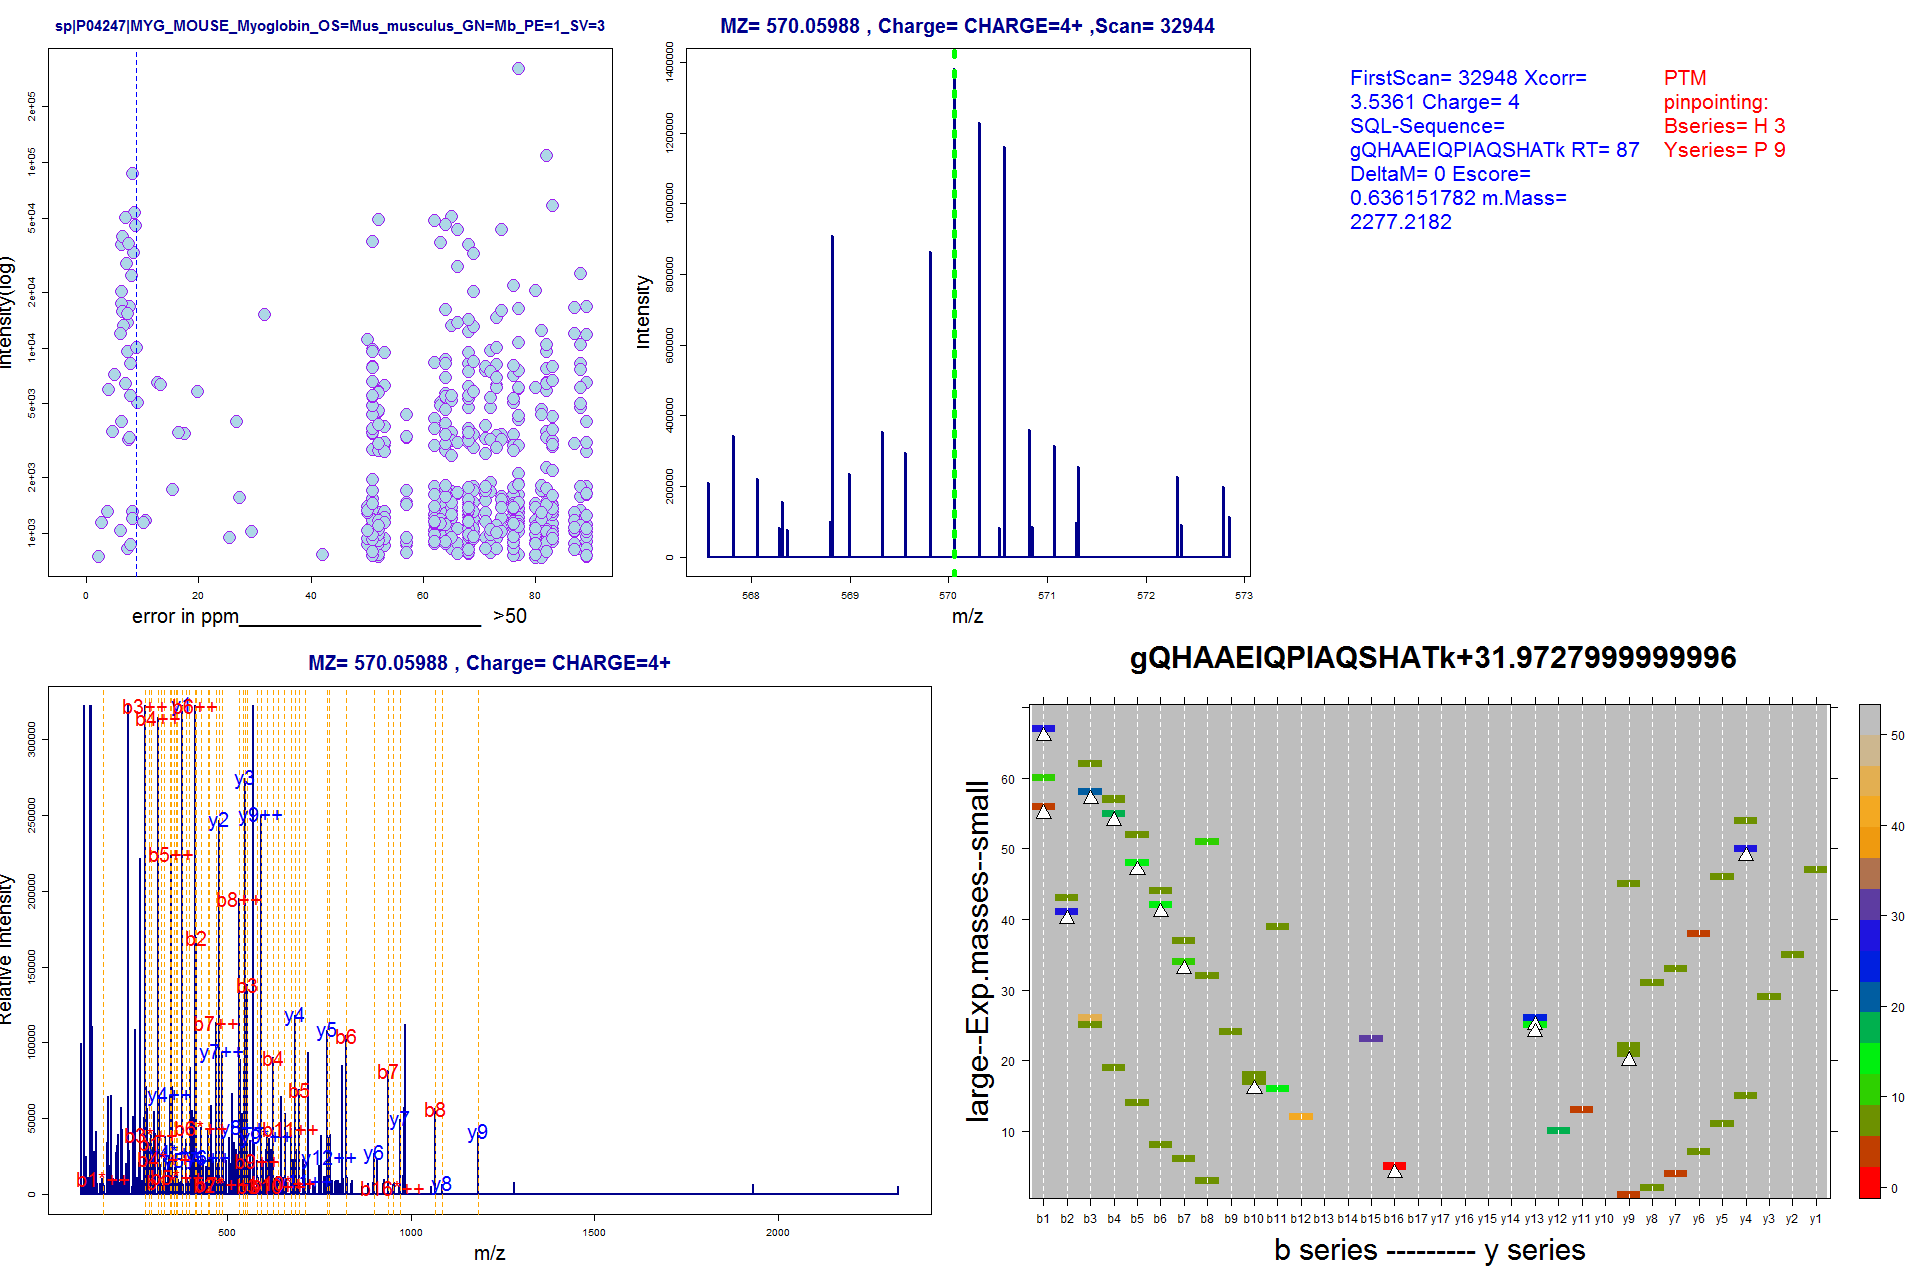 sp|P04247|MYG_MOUSE_Myoglobin_OS=Mus_musculus_GN=Mb_PE=1_SV=3
Intensity(log)
2e+05
1e+05
5e+04
2e+04
1e+04
5e+03
2e+03
1e+03
0 20 40 60 80
error in ppm______________________ >50
MZ= 570.05988 , Charge= CHARGE=4+ ,Scan= 32944
Intensity
1400000
1200000
1000000
800000
600000
400000
200000
0
568 569 570 571 572 573
m/z
FirstScan= 32948 Xcorr=
3.5361 Charge= 4
SQL-Sequence=
gQHAAEIQPIAQSHATk RT= 87
DeltaM= 0 Escore=
0.636151782 m.Mass=
2277.2182
PTM
pinpointing:
Bseries= H 3
Yseries= P 9
MZ= 570.05988 , Charge= CHARGE=4+
Relative Intensity
300000
250000
200000
150000
100000
50000
0
b3++
b4++
y3
y2
y9++
b5++
b8++
b2
b3
b7++
y4
y5
b6
y7++
b4
b7
b5
y4++
b8
y7
y9
b11++
y12++
y6
y8
500 1000 1500 2000
m/z
gQHAAEIQPIAQSHATk+31.9727999999996
large--Exp.masses--small
60
50
40
30
20
10
b1 b2 b3 b4 b5 b6 b7 b8 b9 b10 b11 b12 b13 b14 b15 b16 b17 y17 y16 y15 y14 y13 y12 y11 y10 y9 y8 y7 y6 y5 y4 y3 y2 y1
b series --------- y series
50
40
30
20
10
0